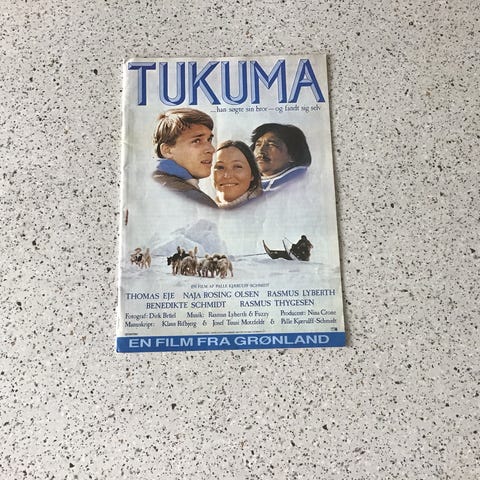 TUKUMA
...han søgte sin bror—og fandt sig selv
EN FILM AF PALLE KJÆRULFF-SCHMIDT
THOMAS EJE NAJA ROSING OLSEN RASMUS LYBERTH
BENEDIKTE SCHMIDT RASMUS THYGESEN
Fotograf: Dirk Brüel Musik: Rasmus Lyberth & Fuzzy Producent: Nina Crone
Manuskript: Klaus Rifbjerg & Josef Tuusi Motzfeldt & Palle Kjærulff-Schmidt
EN FILM FRA GRØNLAND